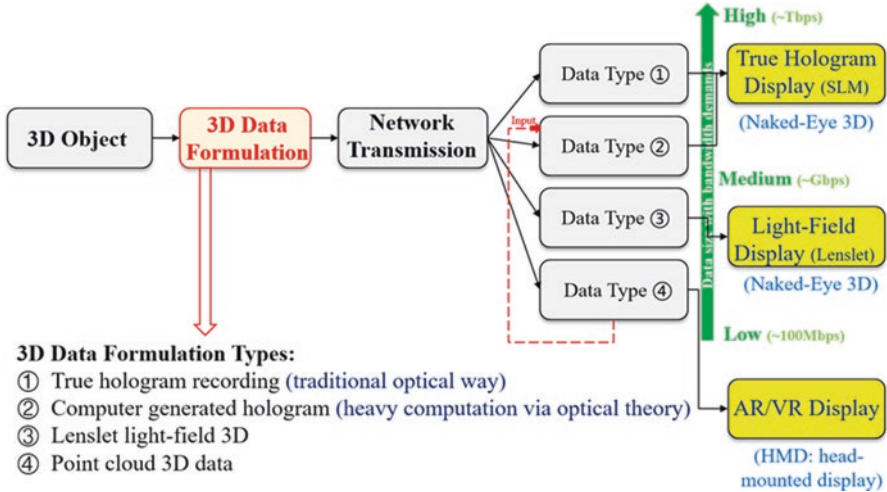 3D Object
3D Data
Formulation
Network
Transmission
Input
Data Type ①
Data Type ②
Data Type ③
Data Type ④
Data size with bandwidth demands
High (~Tbps)
True Hologram
Display (SLM)
(Naked-Eye 3D)
Medium (~Gbps)
Light-Field
Display (Lenslet)
(Naked-Eye 3D)
Low (~100Mbps)
AR/VR Display
(HMD: head-
mounted display)
3D Data Formulation Types:
① True hologram recording (traditional optical way)
② Computer generated hologram (heavy computation via optical theory)
③ Lenslet light-field 3D
④ Point cloud 3D data